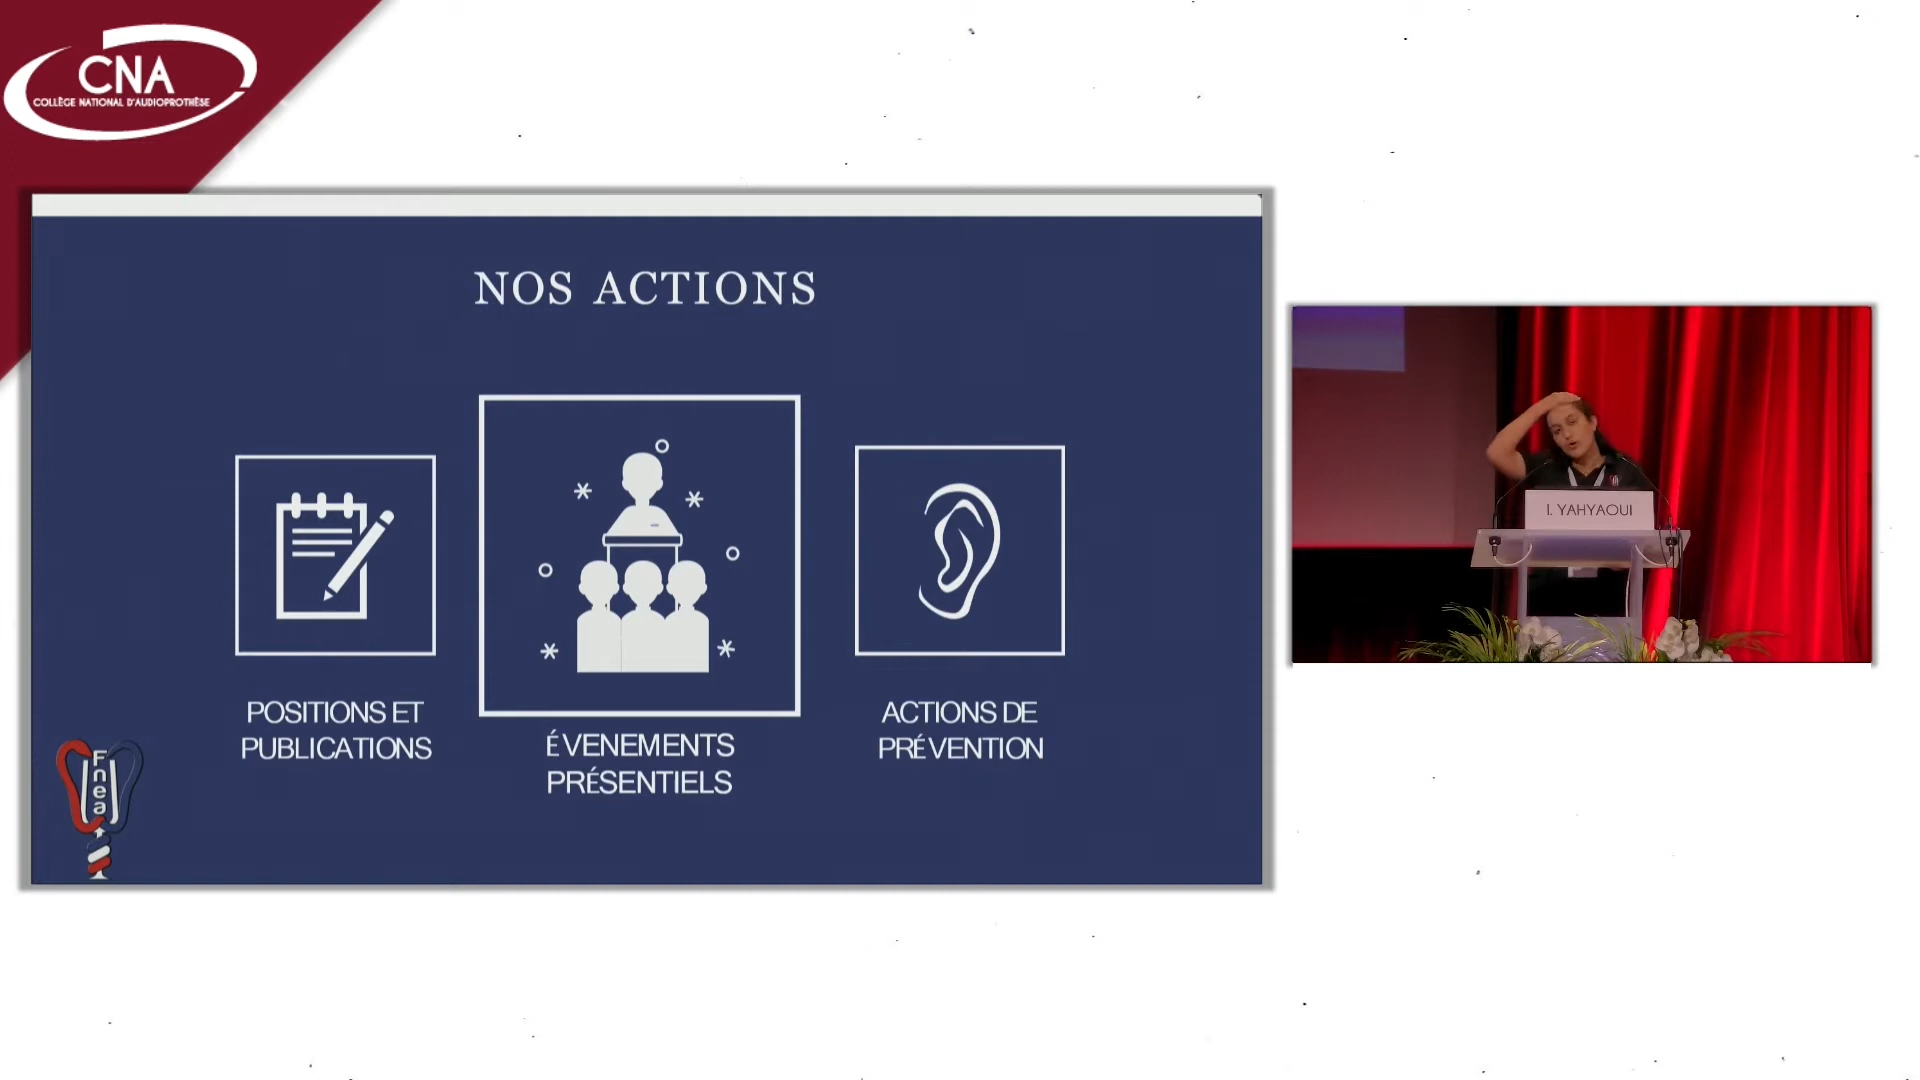 CNA
COLLÈGE NATIONAL D'AUDIOPROTHÈSE
NOS ACTIONS
POSITIONS ET
PUBLICATIONS
ÉVENEMENTS
PRÉSENTIELS
ACTIONS DE
PRÉVENTION
Fnea
I. YAHYAOUI